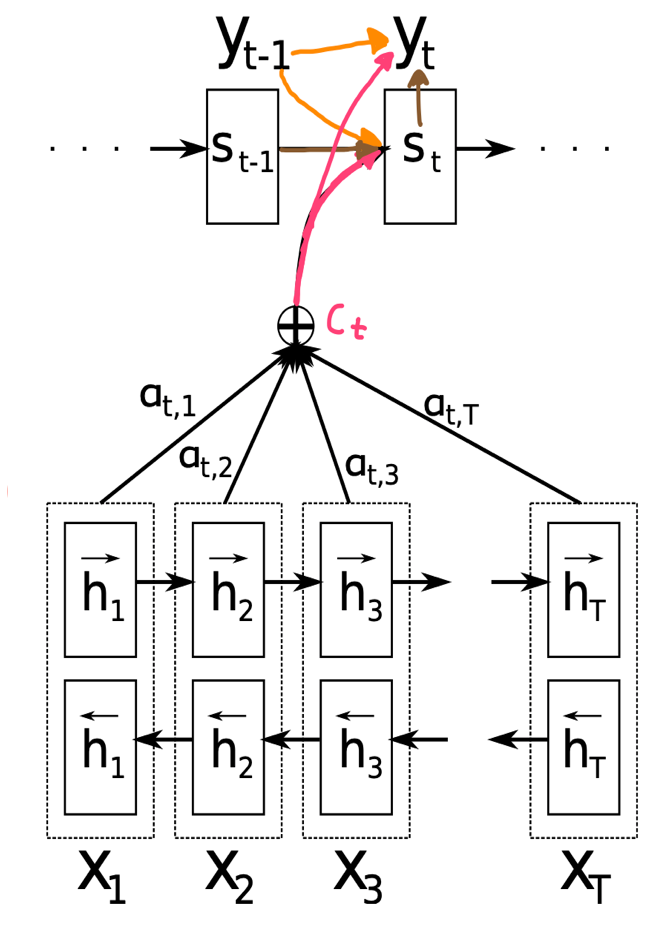 y_{t-1} y_t
. . . s_{t-1} s_t . . .
c_t
a_{t,1} a_{t,T}
a_{t,2} a_{t,3}
\overrightarrow{h}_1 \overrightarrow{h}_2 \overrightarrow{h}_3 \overrightarrow{h}_T
\overleftarrow{h}_1 \overleftarrow{h}_2 \overleftarrow{h}_3 \overleftarrow{h}_T
x_1 x_2 x_3 x_T